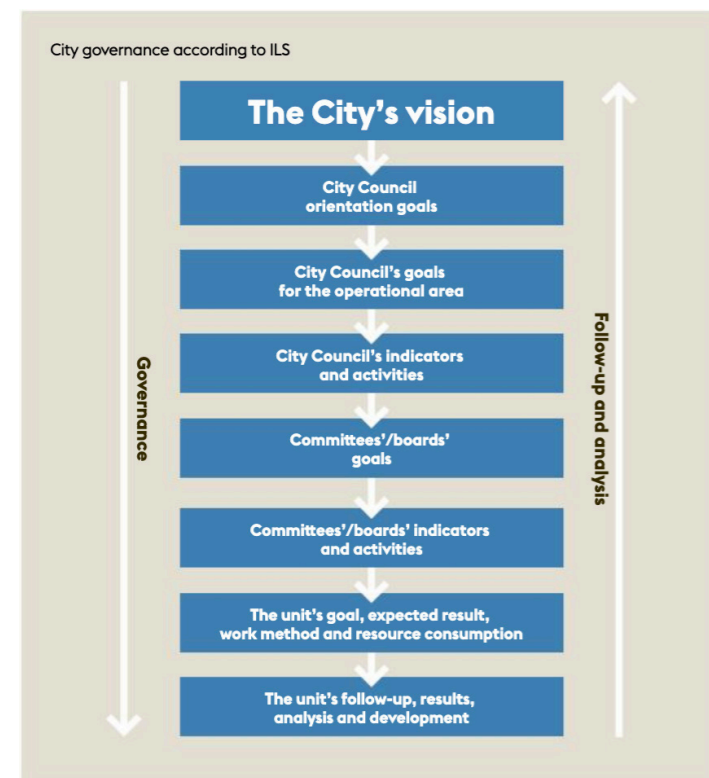 City governance according to ILS
The City's vision
City Council
orientation goals
City Council's goals
for the operational area
City Council's indicators
and activities
Committees'/boards'
goals
Committees'/boards' indicators
and activities
The unit's goal, expected result,
work method and resource consumption
The unit's follow-up, results,
analysis and development
Governance
Follow-up and analysis